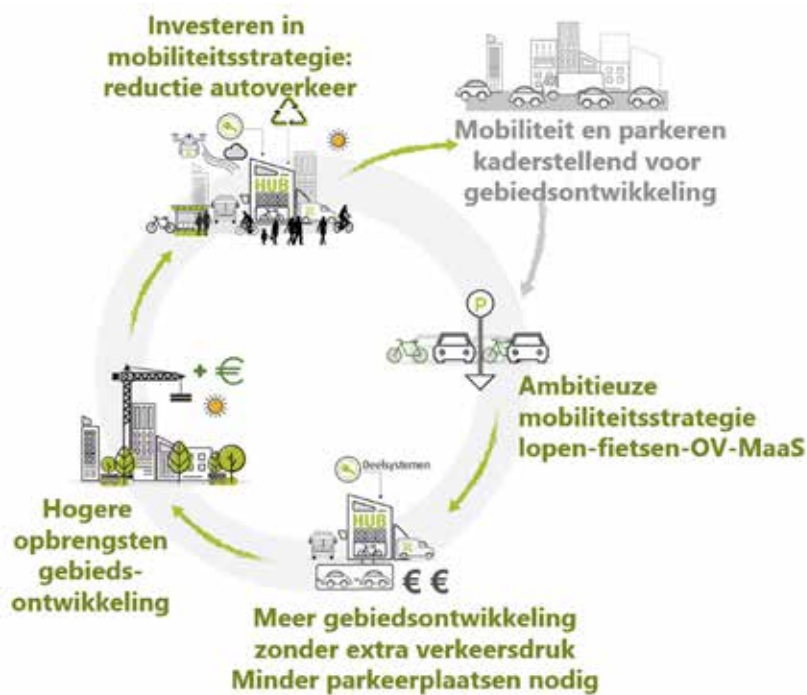 Investeren in
mobiliteitsstrategie:
reductie autoverkeer
HUB
Mobiliteit en parkeren
kaderstellend voor
gebiedsontwikkeling
P
Ambitieuze
mobiliteitsstrategie
lopen-fietsen-OV-MaaS
Deelsystemen
HUB
€ €
Meer gebiedsontwikkeling
zonder extra verkeersdruk
Minder parkeerplaatsen nodig
+ €
Hogere
opbrengsten
gebieds-
ontwikkeling